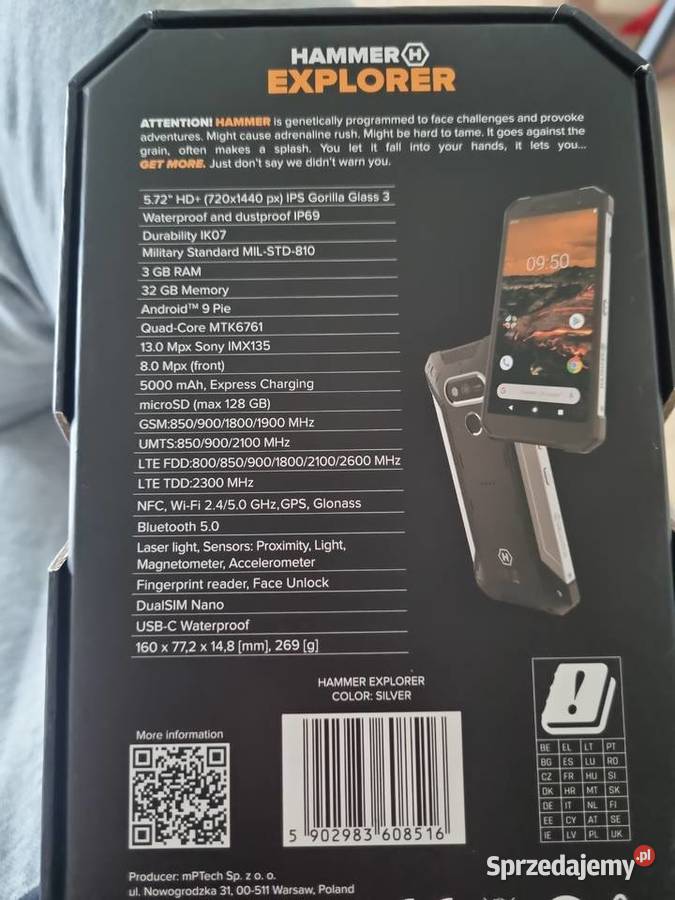 HAMMER H
EXPLORER
ATTENTION! HAMMER is genetically programmed to face challenges and provoke
adventures. Might cause adrenaline rush. Might be hard to tame. It goes against the
grain, often makes a splash. You let it fall into your hands, it lets you...
GET MORE. Just don't say we didn't warn you.
5.72" HD+ (720x1440 px) IPS Gorilla Glass 3
Waterproof and dustproof IP69
Durability IK07
Military Standard MIL-STD-810
3 GB RAM
32 GB Memory
Android™ 9 Pie
Quad-Core MTK6761
13.0 Mpx Sony IMX135
8.0 Mpx (front)
5000 mAh, Express Charging
microSD (max 128 GB)
GSM:850/900/1800/1900 MHz
UMTS:850/900/2100 MHz
LTE FDD:800/850/900/1800/2100/2600 MHz
LTE TDD:2300 MHz
NFC, Wi-Fi 2.4/5.0 GHz,GPS, Glonass
Bluetooth 5.0
Laser light, Sensors: Proximity, Light,
Magnetometer, Accelerometer
Fingerprint reader, Face Unlock
DualSIM Nano
USB-C Waterproof
160 x 77,2 x 14,8 [mm], 269 [g]
09:50
HAMMER EXPLORER
COLOR: SILVER
More information
5 902983 608516
BE EL LT PT
BG ES LU RO
CZ FR HU SI
DK HR MT SK
DE IT NL FI
EE CY AT SE
IE LV PL UK
Producer: mPTech Sp. z o. o.
ul. Nowogrodzka 31, 00-511 Warsaw, Poland
Sprzedajemy.pl